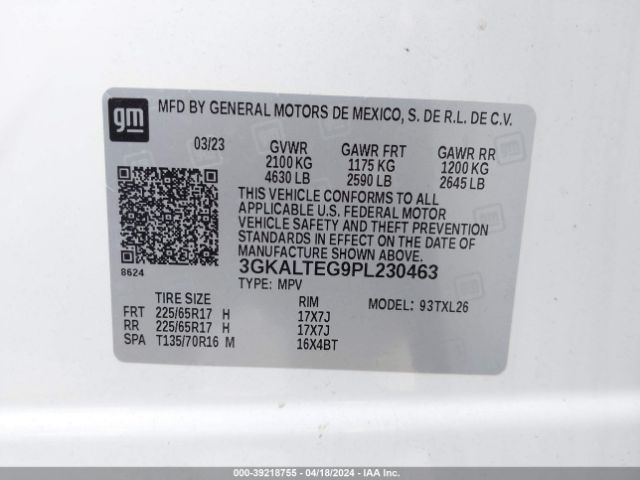 gm
MFD BY GENERAL MOTORS DE MEXICO, S. DE R.L. DE C.V.
03/23 GVWR GAWR FRT GAWR RR
2100 KG 1175 KG 1200 KG
4630 LB 2590 LB 2645 LB
THIS VEHICLE CONFORMS TO ALL
APPLICABLE U.S. FEDERAL MOTOR
VEHICLE SAFETY AND THEFT PREVENTION
STANDARDS IN EFFECT ON THE DATE OF
MANUFACTURE SHOWN ABOVE.
8624 3GKALTEG9PL230463
TYPE: MPV
TIRE SIZE RIM MODEL: 93TXL26
FRT 225/65R17 H 17X7J
RR 225/65R17 H 17X7J
SPA T135/70R16 M 16X4BT
000-39218755 - 04/18/2024 - IAA Inc.